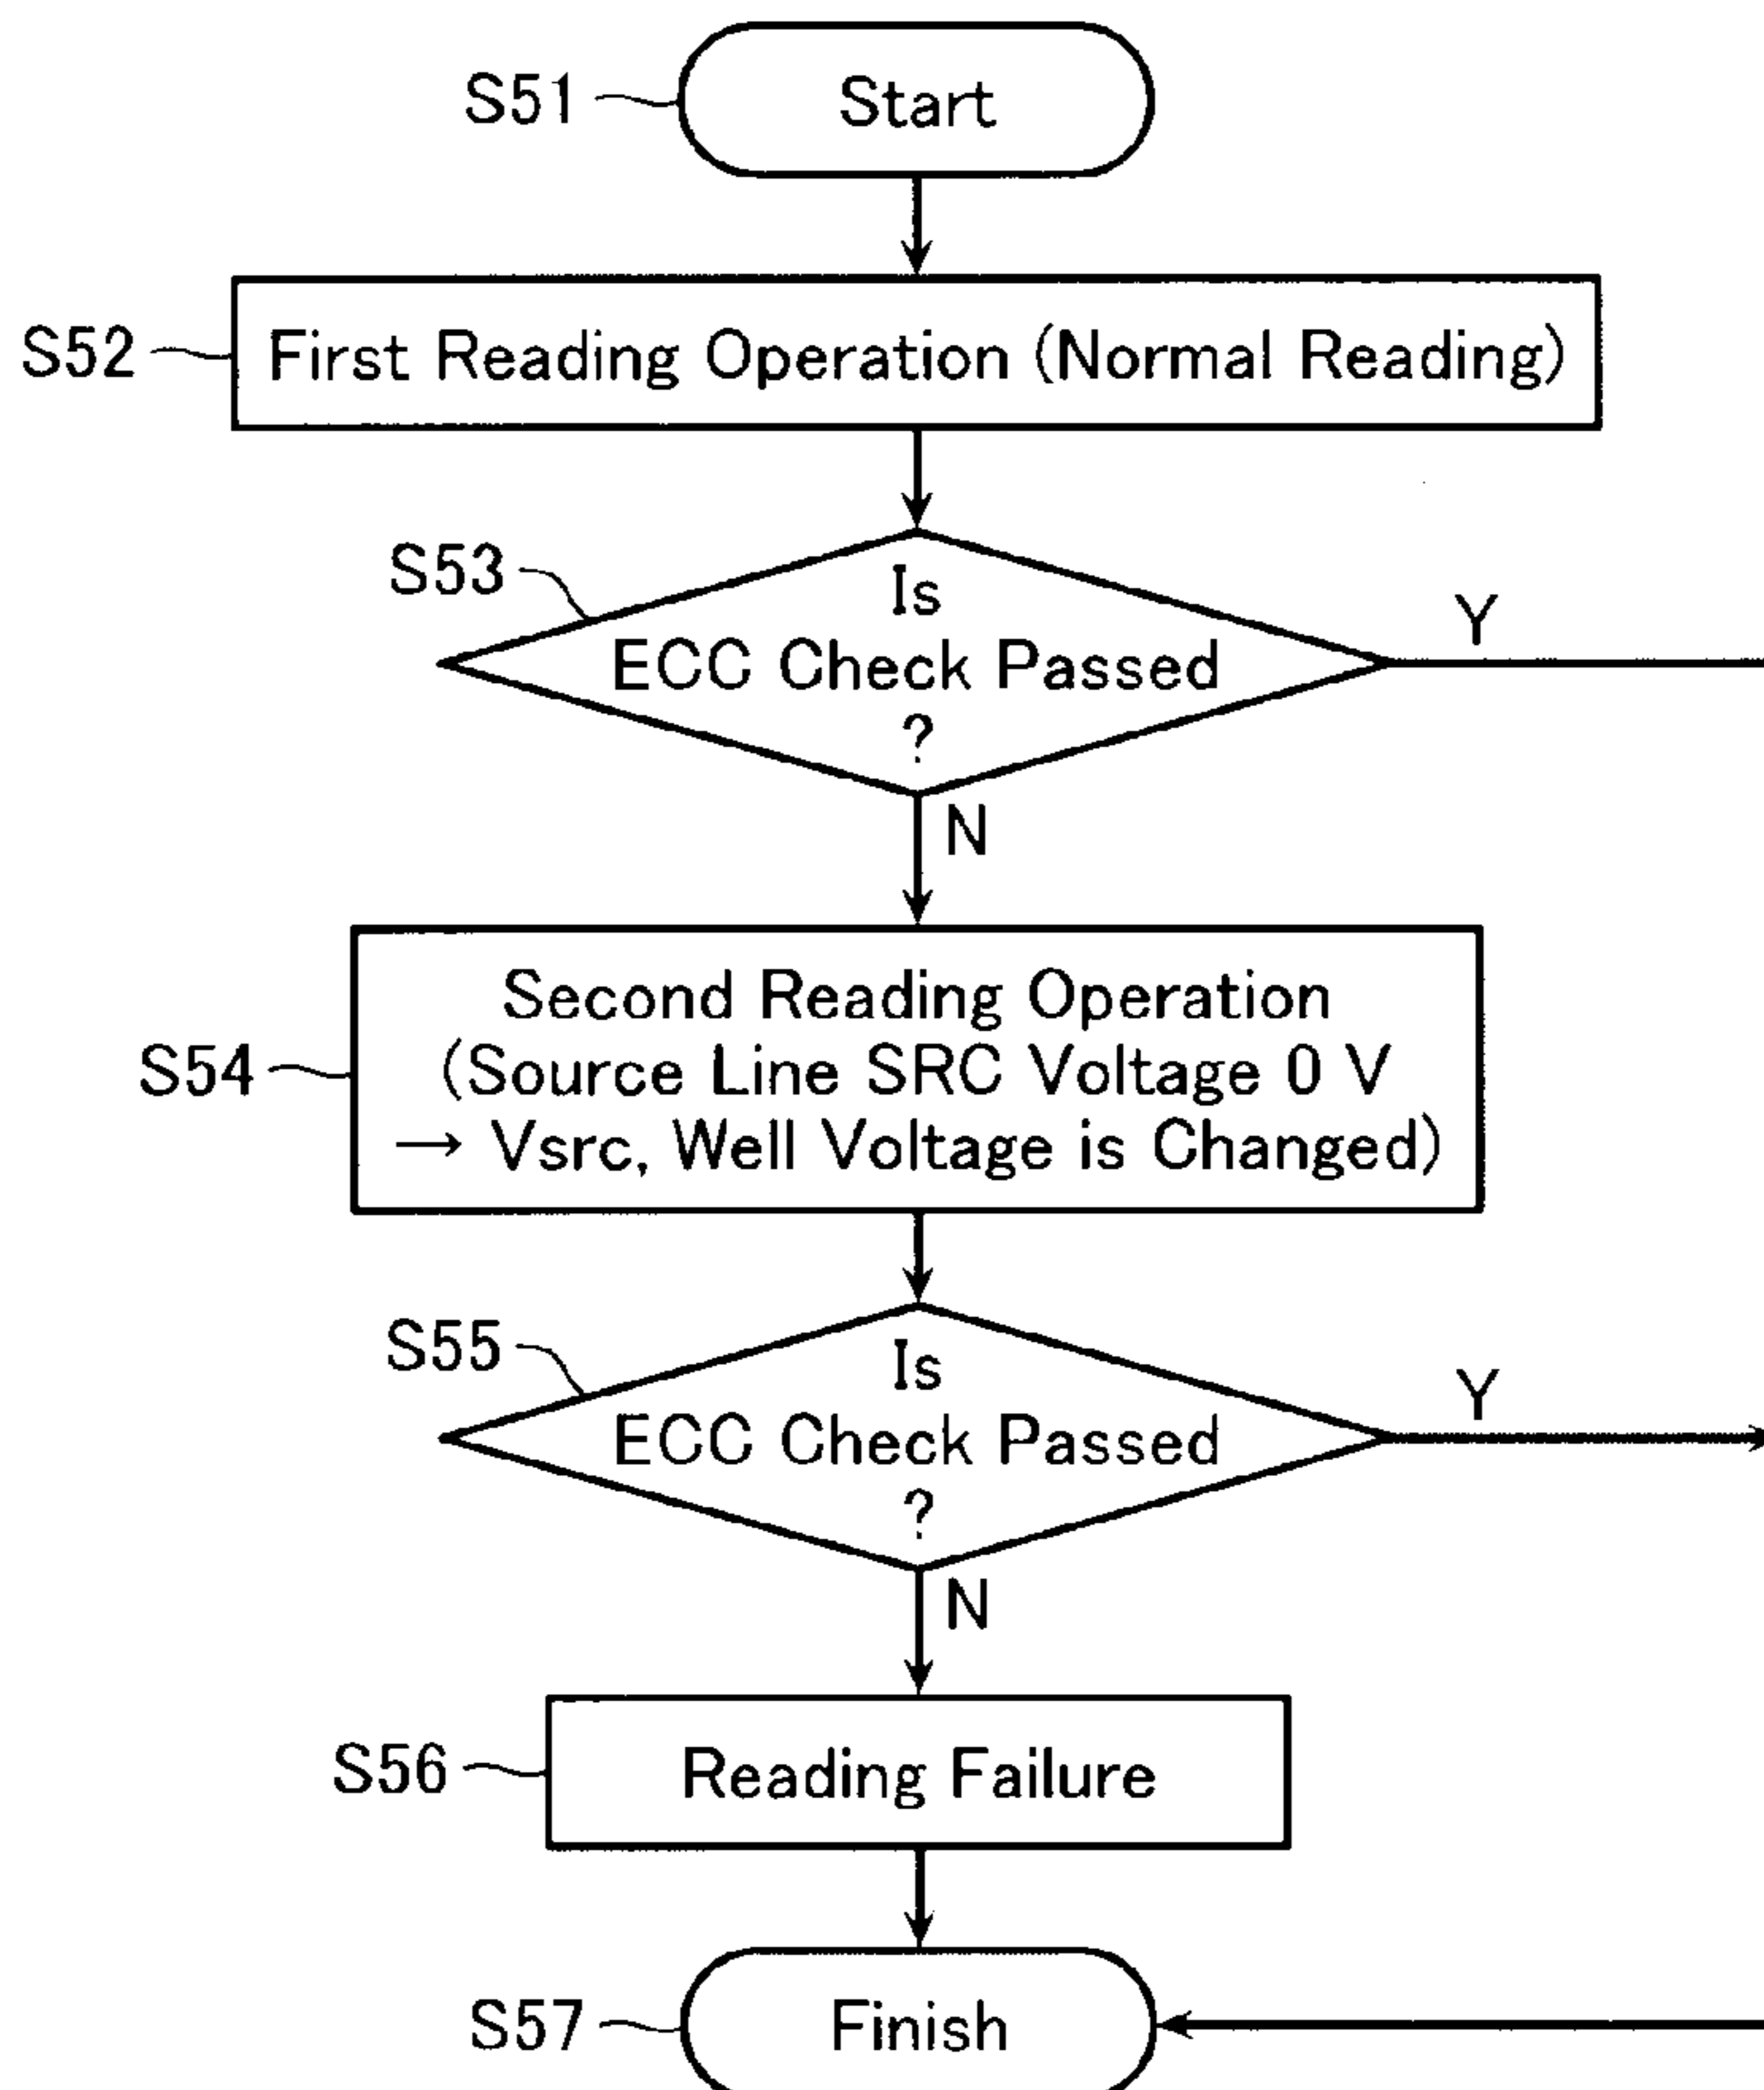 S51
Start
S52
First Reading Operation (Normal Reading)
S53
Is
ECC Check Passed
?
Y
N
S54
Second Reading Operation
(Source Line SRC Voltage 0 V
→ Vsrc, Well Voltage is Changed)
S55
Is
ECC Check Passed
?
Y
N
S56
Reading Failure
S57
Finish